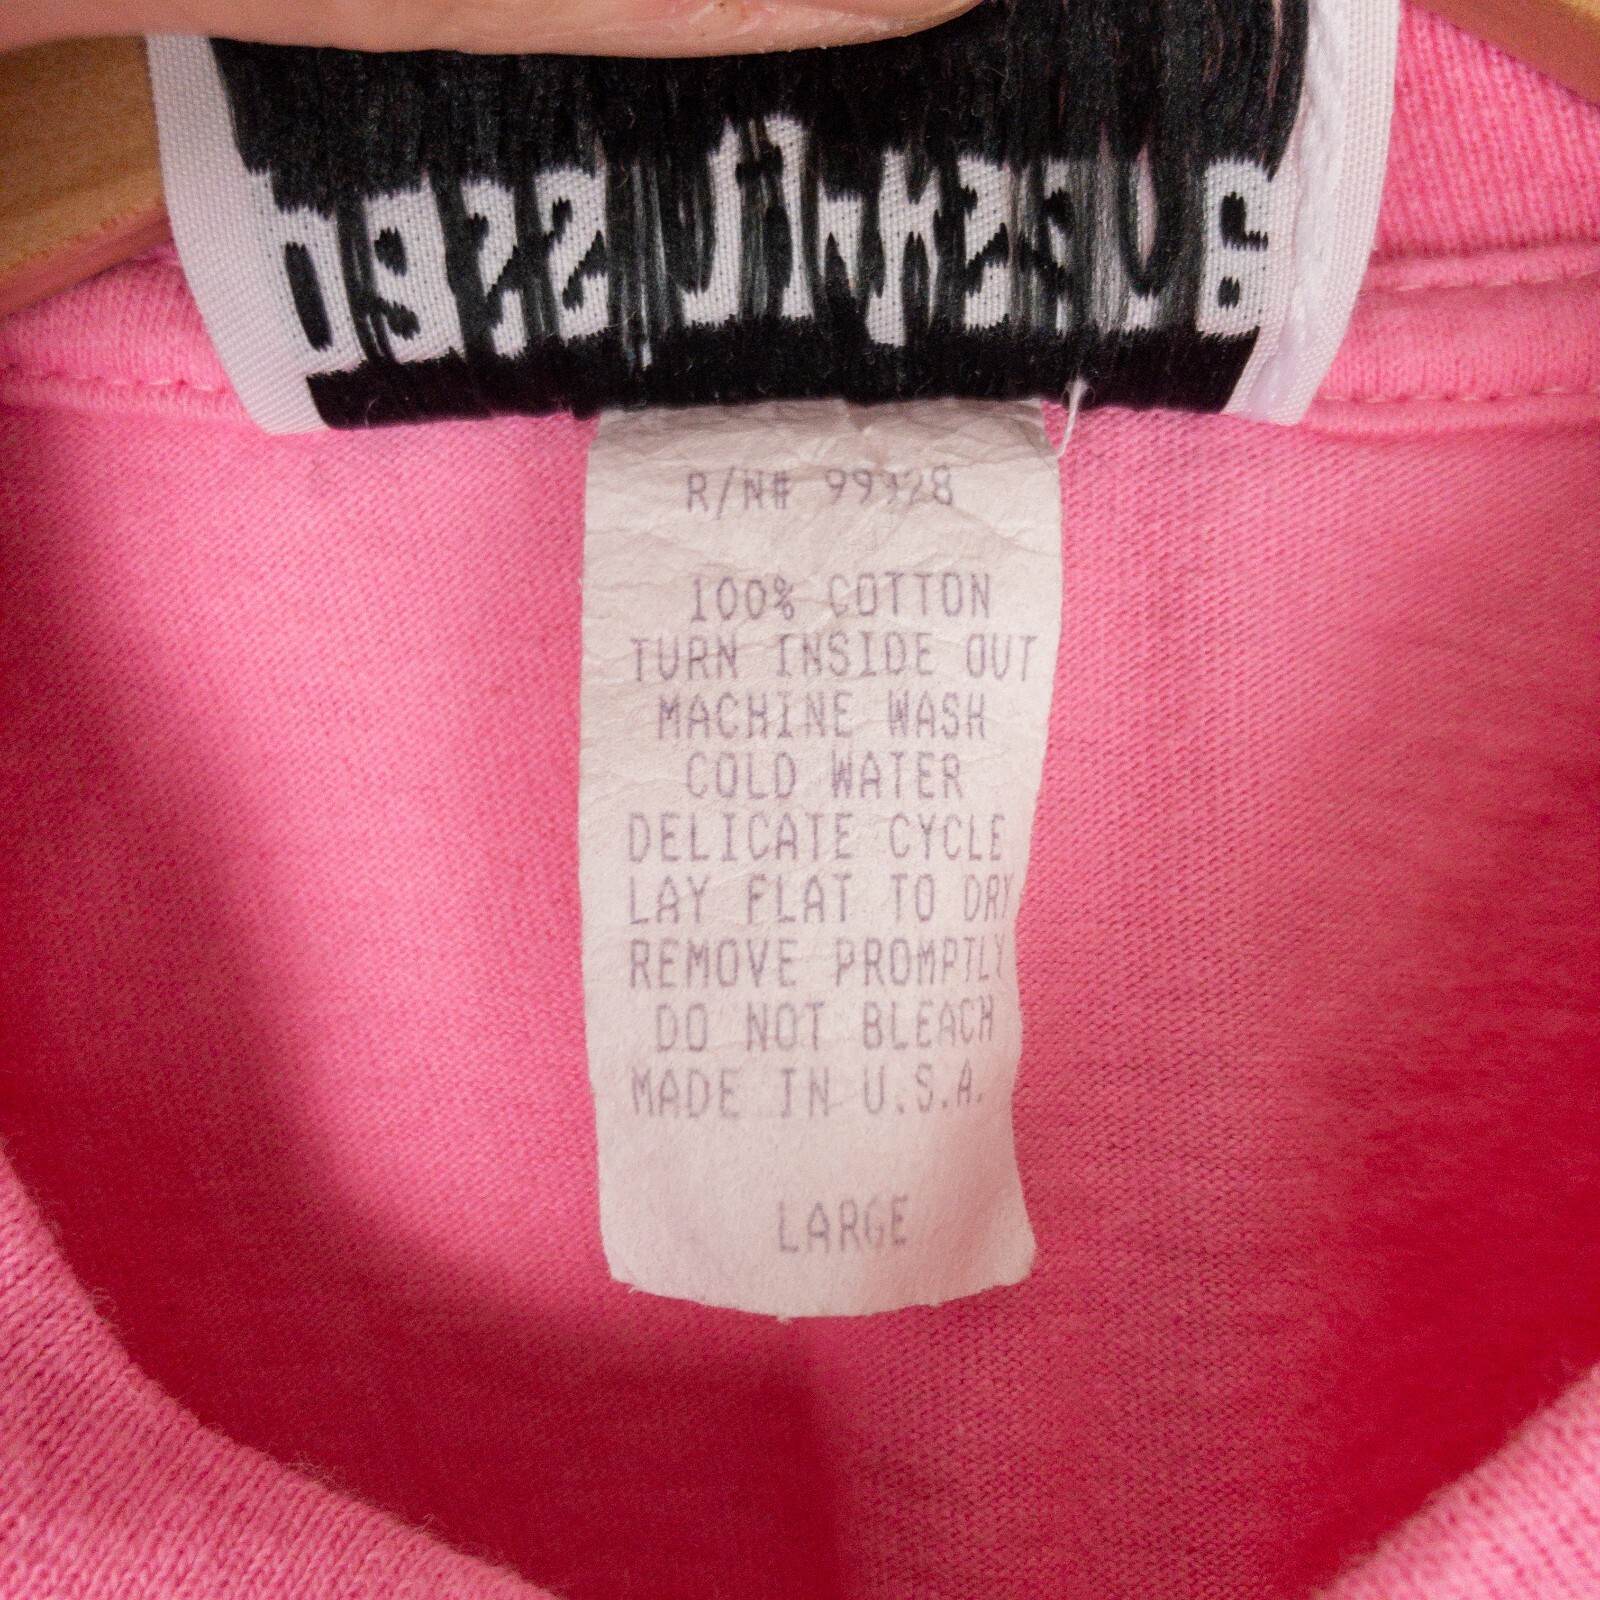 R/N# 99928
100% COTTON
TURN INSIDE OUT
MACHINE WASH
COLD WATER
DELICATE CYCLE
LAY FLAT TO DRY
REMOVE PROMPTLY
DO NOT BLEACH
MADE IN U.S.A.
LARGE